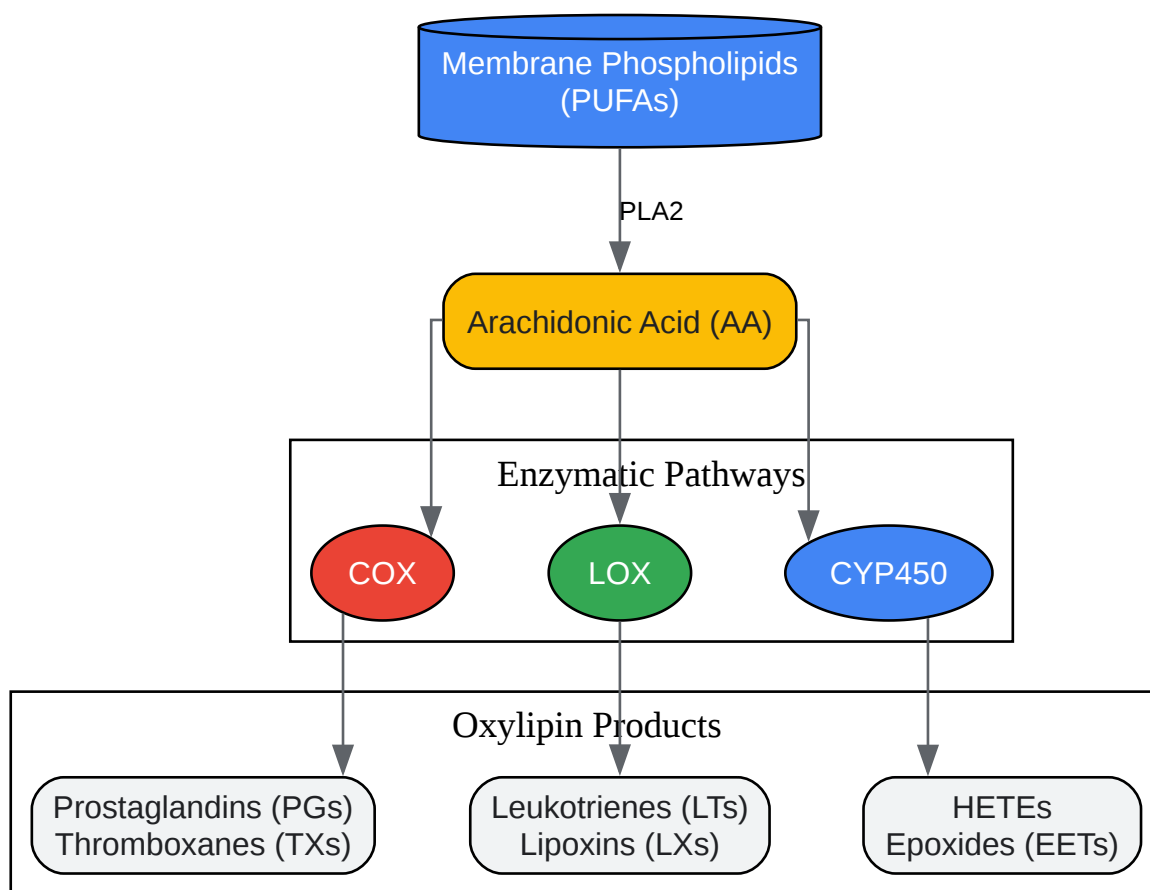 Membrane Phospholipids
(PUFAs)
PLA2
Arachidonic Acid (AA)
Enzymatic Pathways
COX
LOX
CYP450
Oxylipin Products
Prostaglandins (PGs)
Thromboxanes (TXs)
Leukotrienes (LTs)
Lipoxins (LXs)
HETEs
Epoxides (EETs)